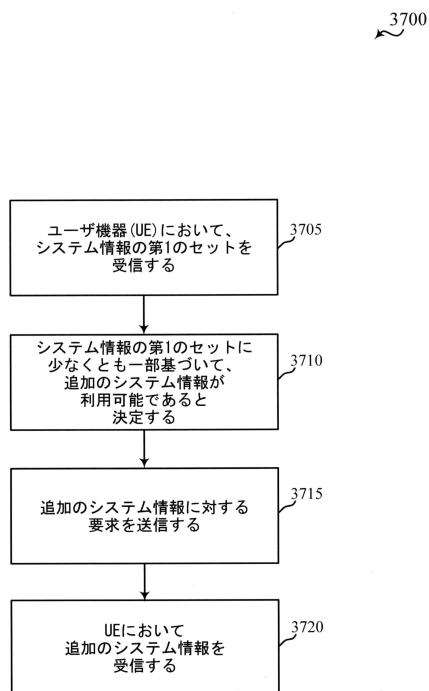 3700
ユーザ機器(UE)において、
システム情報の第1のセットを
受信する
3705
システム情報の第1のセットに
少なくとも一部基づいて、
追加のシステム情報が
利用可能であると
決定する
3710
追加のシステム情報に対する
要求を送信する
3715
UEにおいて
追加のシステム情報を
受信する
3720